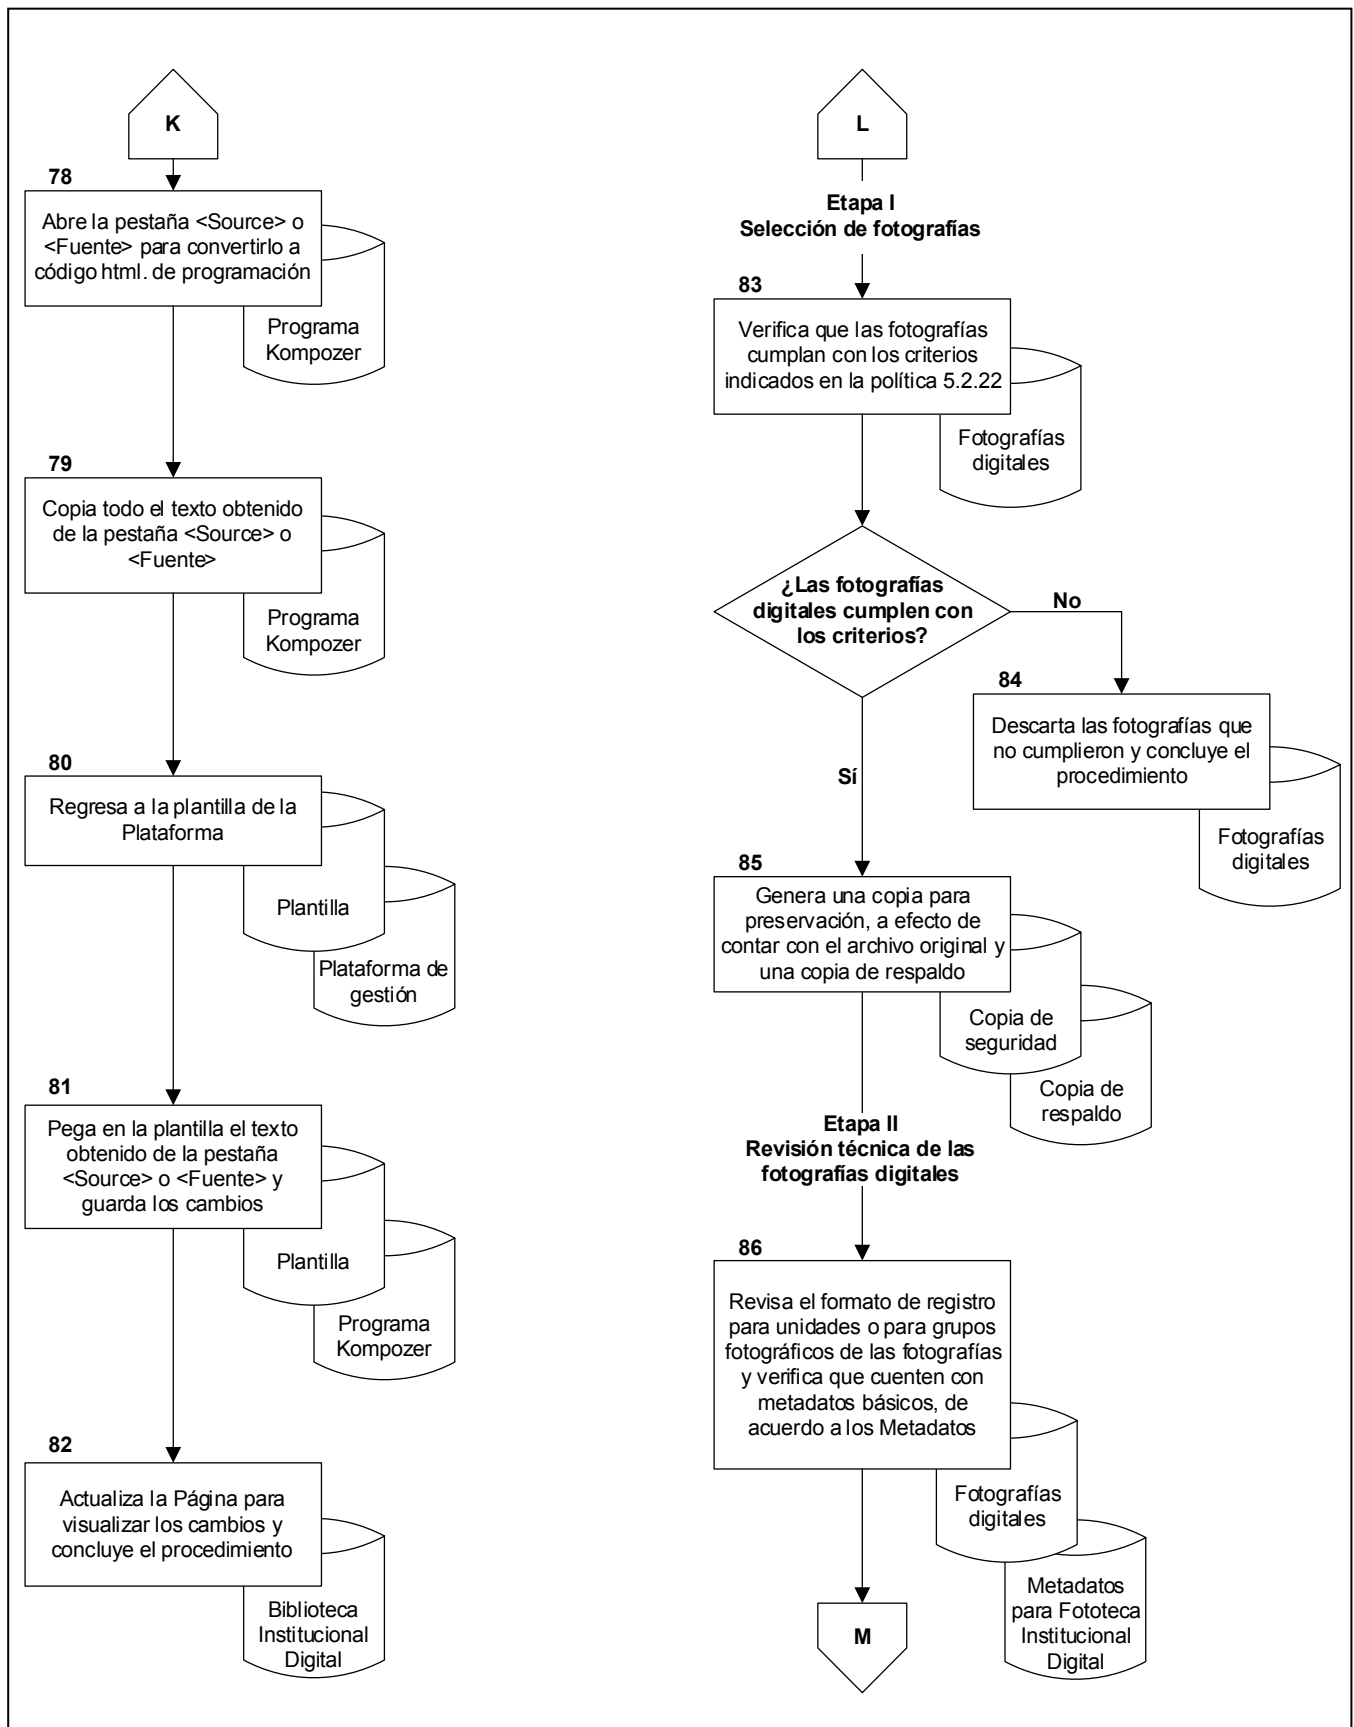 K
78
Abre la pestaña <Source> o
<Fuente> para convertirlo a
código html. de programación
Programa
Kompozer
79
Copia todo el texto obtenido
de la pestaña <Source> o
<Fuente>
Programa
Kompozer
80
Regresa a la plantilla de la
Plataforma
Plantilla
Plataforma de
gestión
81
Pega en la plantilla el texto
obtenido de la pestaña
<Source> o <Fuente> y
guarda los cambios
Plantilla
Programa
Kompozer
82
Actualiza la Página para
visualizar los cambios y
concluye el procedimiento
Biblioteca
Institucional
Digital
L
Etapa I
Selección de fotografías
83
Verifica que las fotografías
cumplan con los criterios
indicados en la política 5.2.22
Fotografías
digitales
¿Las fotografías
digitales cumplen con
los criterios?
No
84
Descarta las fotografías que
no cumplieron y concluye el
procedimiento
Fotografías
digitales
Sí
85
Genera una copia para
preservación, a efecto de
contar con el archivo original y
una copia de respaldo
Copia de
seguridad
Copia de
respaldo
Etapa II
Revisión técnica de las
fotografías digitales
86
Revisa el formato de registro
para unidades o para grupos
fotográficos de las fotografías
y verifica que cuenten con
metadatos básicos, de
acuerdo a los Metadatos
Fotografías
digitales
Metadatos
para Fototeca
Institucional
Digital
M